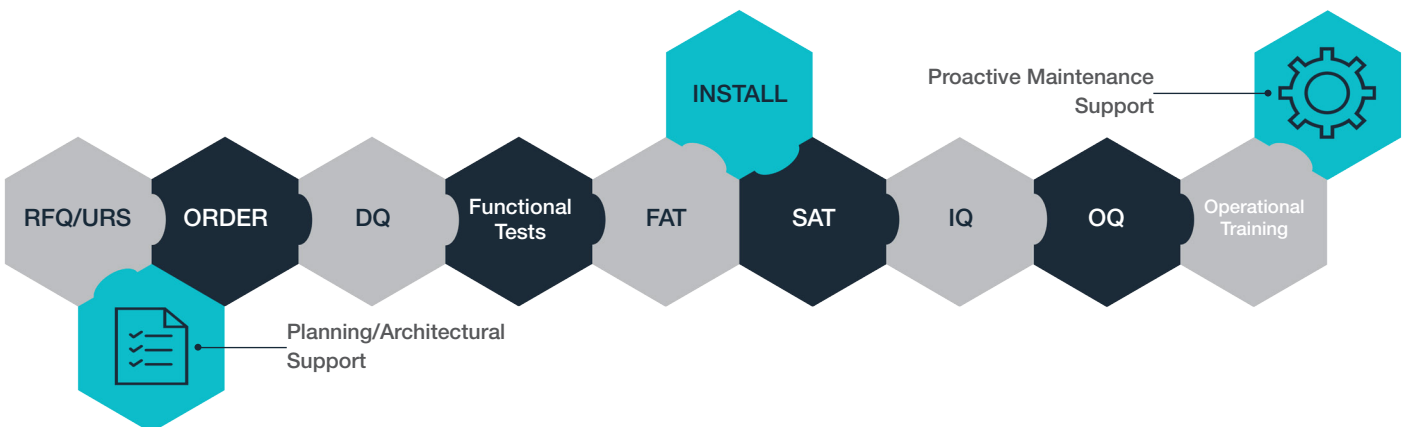 INSTALL
Proactive Maintenance
Support
RFQ/URS
ORDER
DQ
Functional
Tests
FAT
SAT
IQ
OQ
Operational
Training
Planning/Architectural
Support